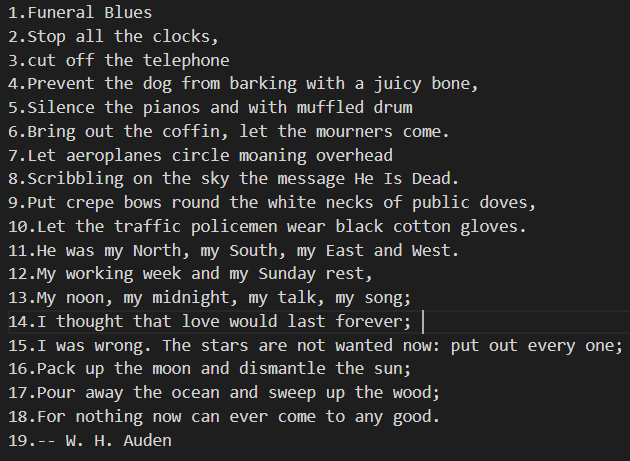 1.Funeral Blues
2.Stop all the clocks,
3.cut off the telephone
4.Prevent the dog from barking with a juicy bone,
5.Silence the pianos and with muffled drum
6.Bring out the coffin, let the mourners come.
7.Let aeroplanes circle moaning overhead
8.Scribbling on the sky the message He Is Dead.
9.Put crepe bows round the white necks of public doves,
10.Let the traffic policemen wear black cotton gloves.
11.He was my North, my South, my East and West.
12.My working week and my Sunday rest,
13.My noon, my midnight, my talk, my song;
14.I thought that love would last forever;
15.I was wrong. The stars are not wanted now: put out every one;
16.Pack up the moon and dismantle the sun;
17.Pour away the ocean and sweep up the wood;
18.For nothing now can ever come to any good.
19.-- W. H. Auden